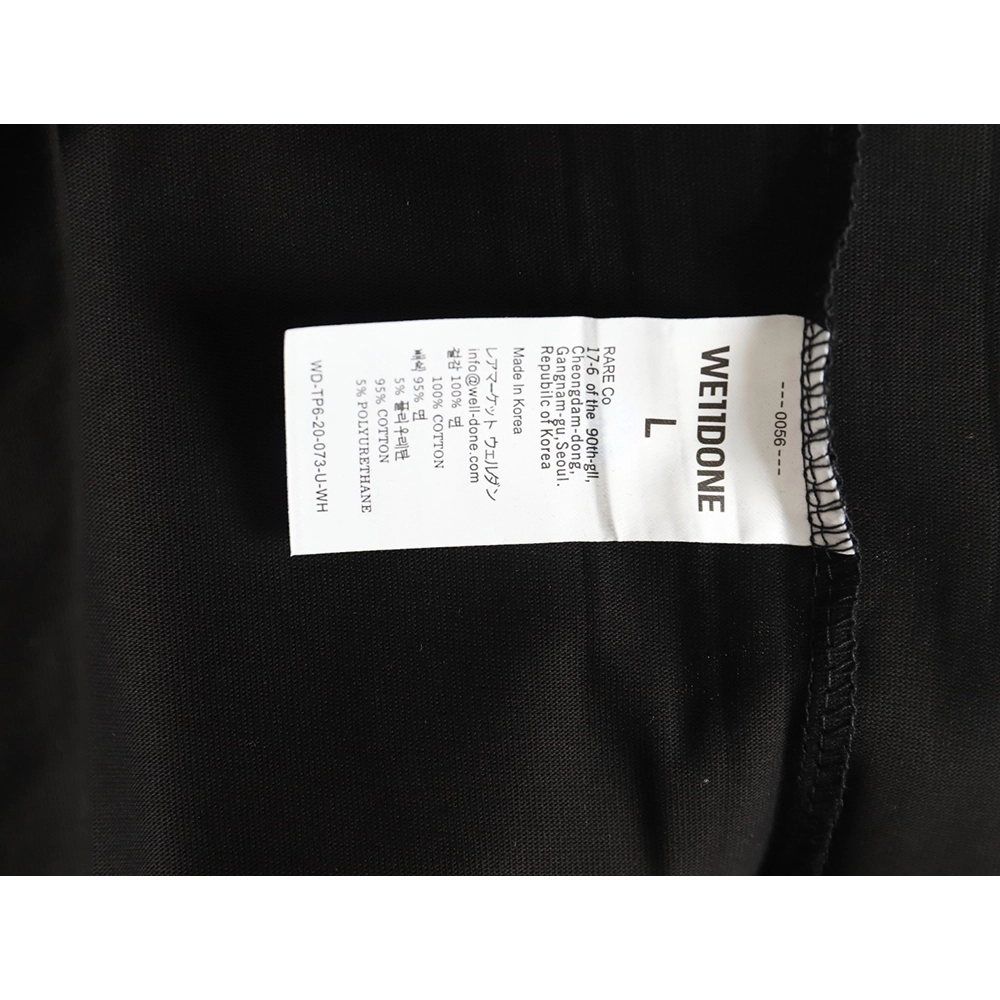 --- 0056 ---
WE11DONE
L
RARE Co
17-6 of the 90th-gil,
Cheongdam-dong,
Gangnam-gu,Seoul.
Republic of Korea
Made In Korea
レアマーケット ウェルダン
info@well-done.com
겉감 100% 면
100% COTTON
배색 95% 면
5% 폴리우레탄
95% COTTON
5% POLYURETHANE
WD-TP6-20-073-U-WH